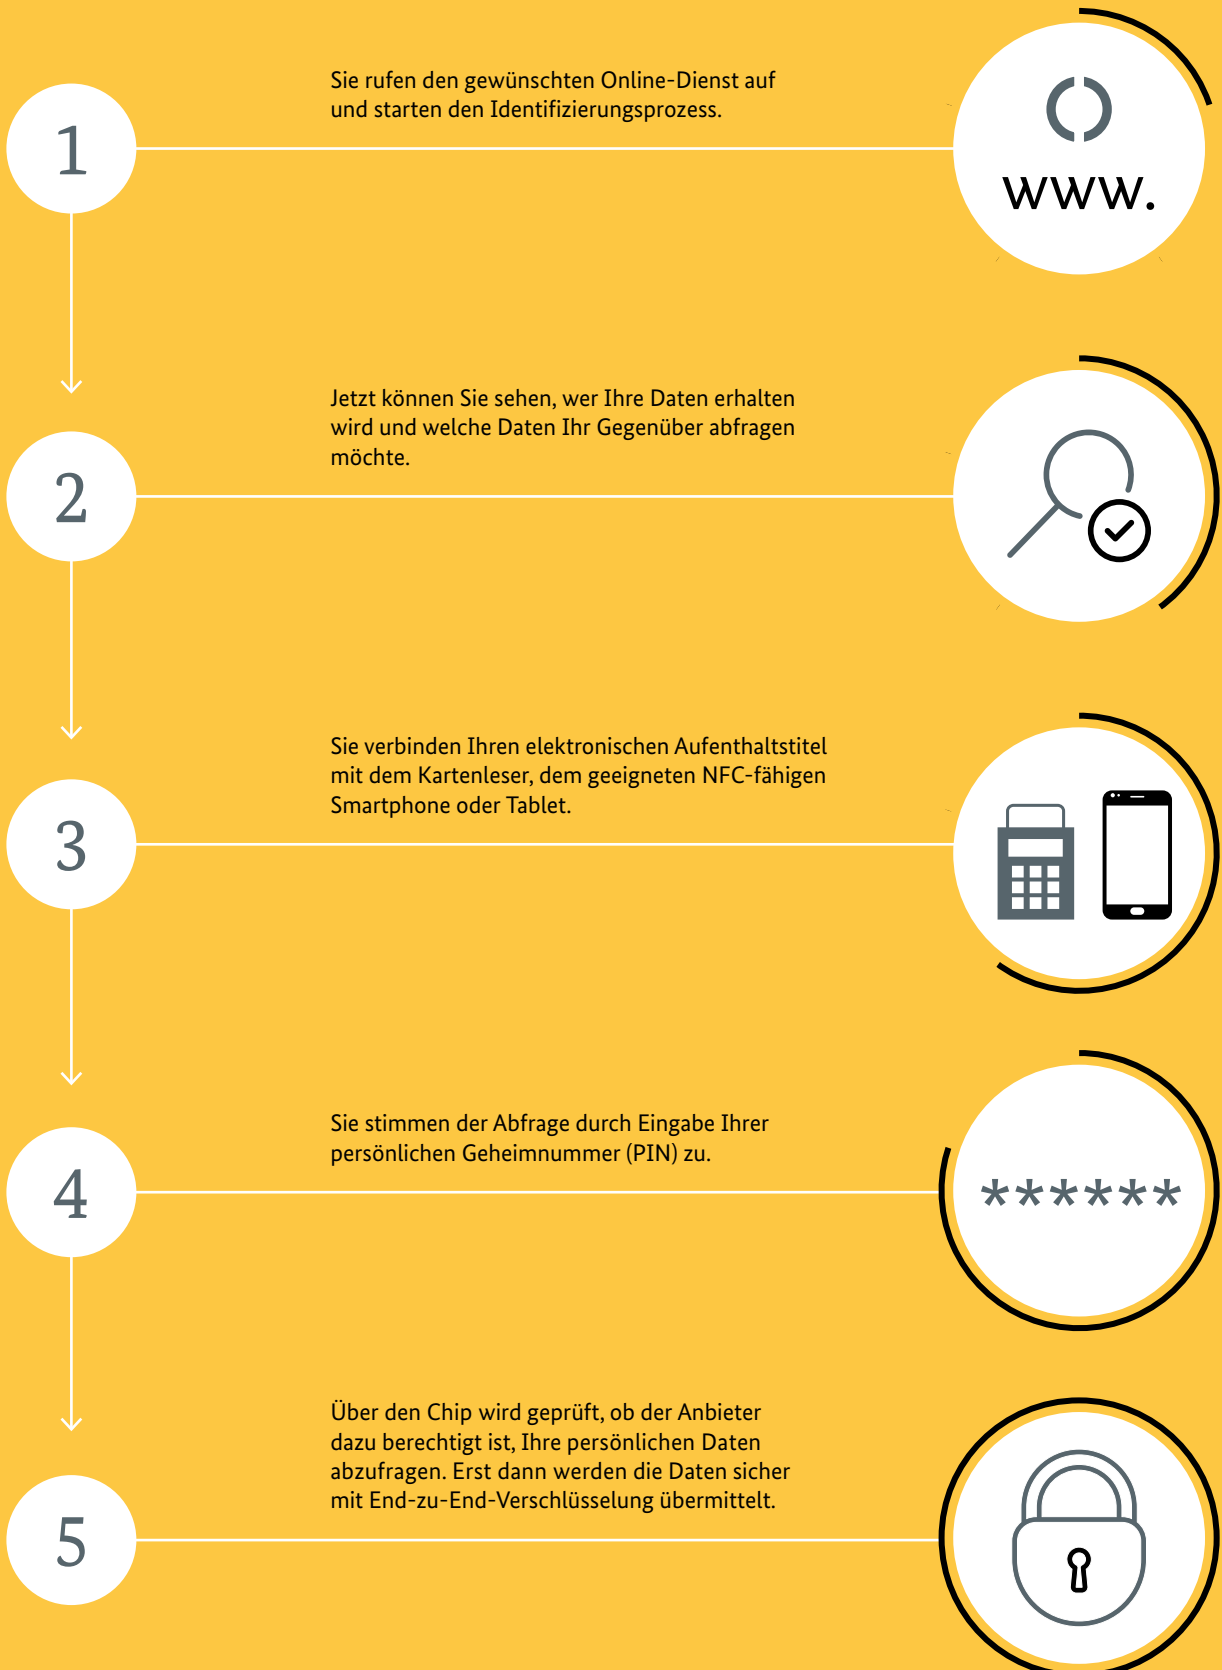 1
Sie rufen den gewünschten Online-Dienst auf
und starten den Identifizierungsprozess.
www.
2
Jetzt können Sie sehen, wer Ihre Daten erhalten
wird und welche Daten Ihr Gegenüber abfragen
möchte.
3
Sie verbinden Ihren elektronischen Aufenthaltstitel
mit dem Kartenleser, dem geeigneten NFC-fähigen
Smartphone oder Tablet.
4
Sie stimmen der Abfrage durch Eingabe Ihrer
persönlichen Geheimnummer (PIN) zu.
******
5
Über den Chip wird geprüft, ob der Anbieter
dazu berechtigt ist, Ihre persönlichen Daten
abzufragen. Erst dann werden die Daten sicher
mit End-zu-End-Verschlüsselung übermittelt.